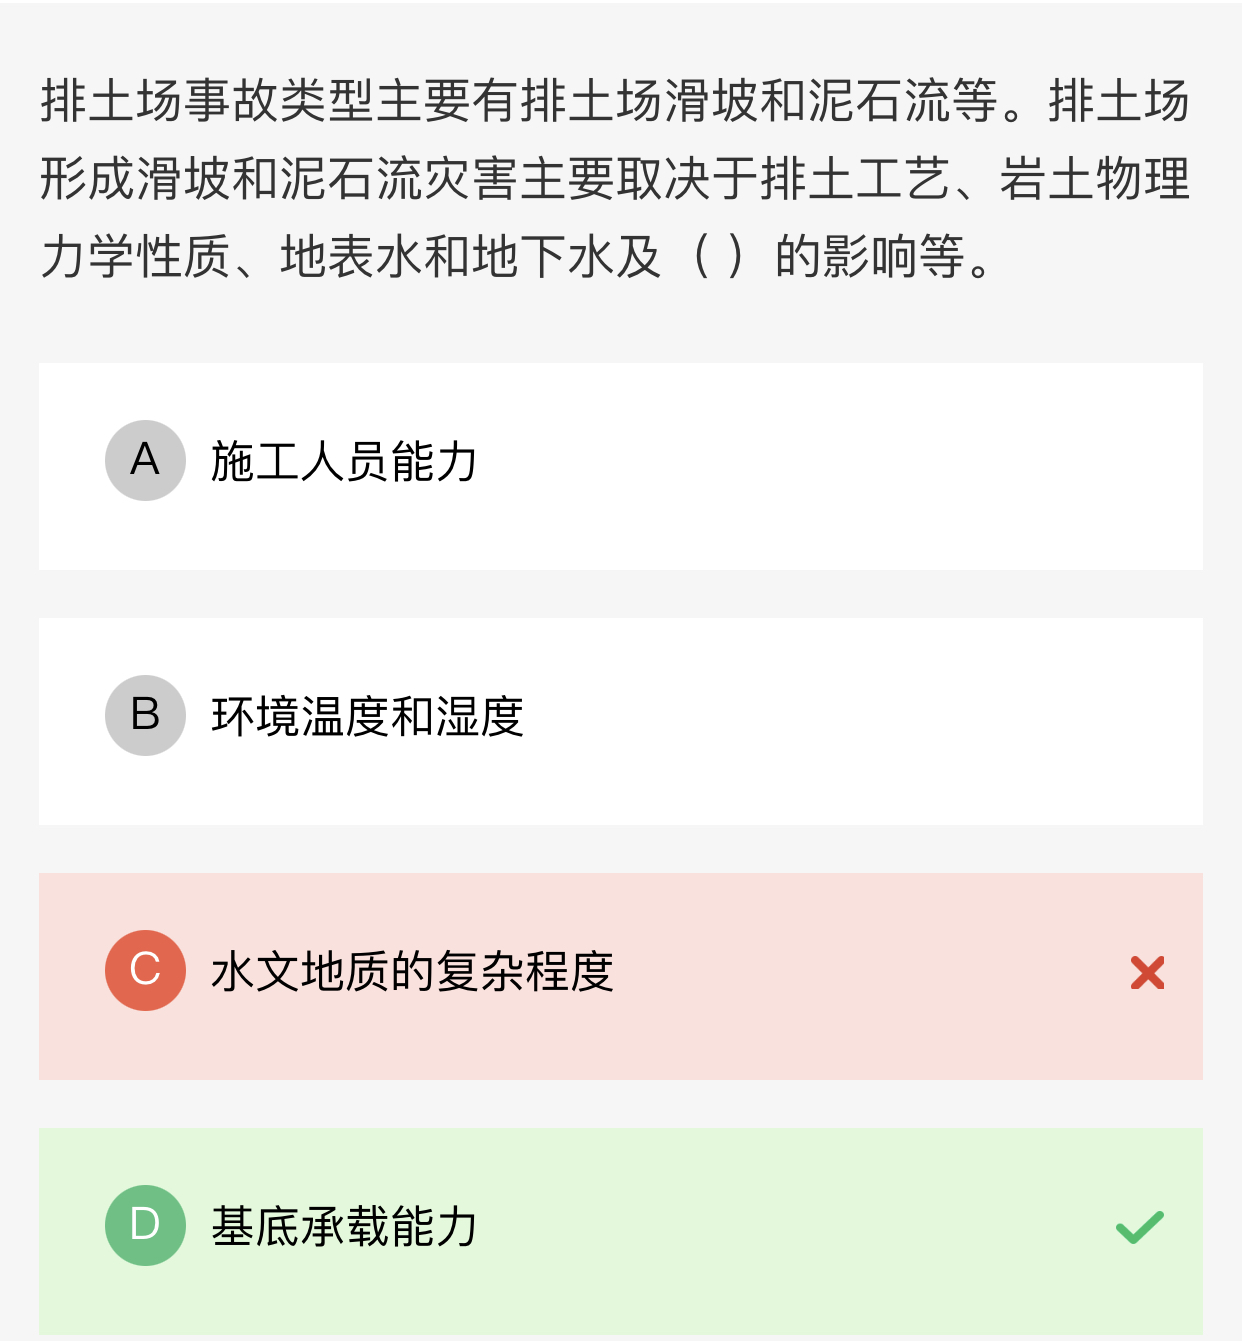 排土场事故类型主要有排土场滑坡和泥石流等。排土场
形成滑坡和泥石流灾害主要取决于排土工艺、岩土物理
力学性质、地表水和地下水及（ ）的影响等。
A 施工人员能力
B 环境温度和湿度
C 水文地质的复杂程度
D 基底承载能力